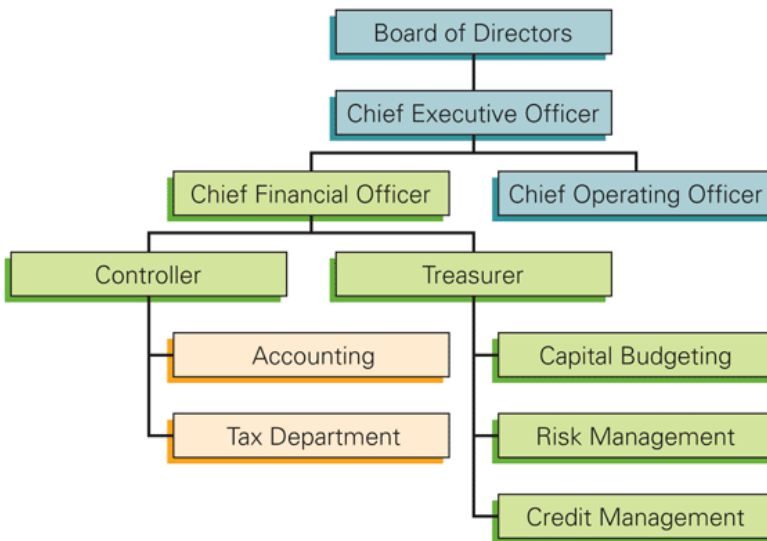 Board of Directors
Chief Executive Officer
Chief Financial Officer
Chief Operating Officer
Controller
Treasurer
Accounting
Capital Budgeting
Tax Department
Risk Management
Credit Management